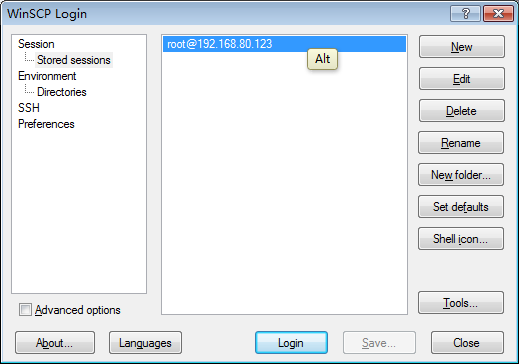 WinSCP Login
Session
Stored sessions
Environment
Directories
SSH
Preferences
root@192.168.80.123
Alt
New
Edit
Delete
Rename
New folder...
Set defaults
Shell icon...
Tools...
Advanced options
About...
Languages
Login
Save...
Close